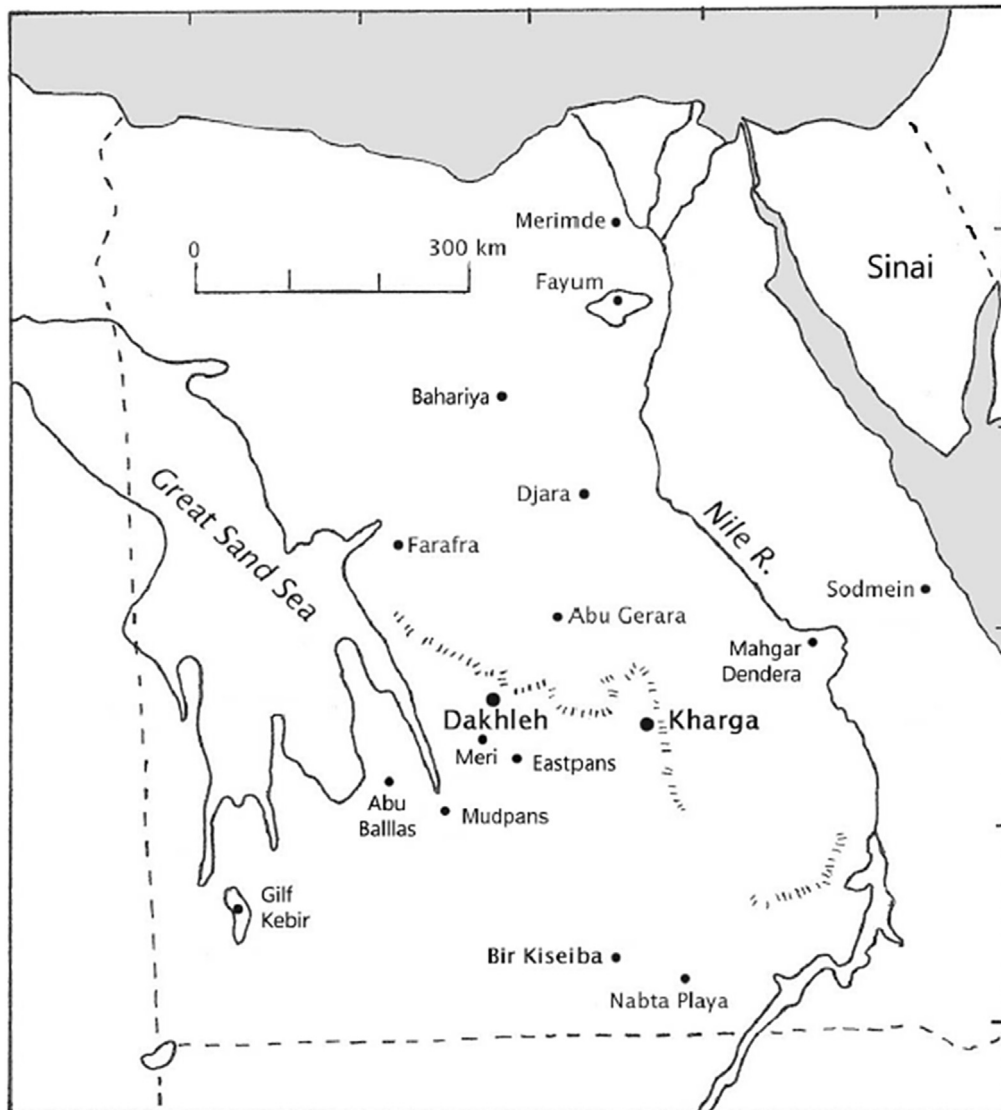 Merimde
0 300 km
Sinai
Fayum
Bahariya
Djara
Great Sand Sea
Nile R.
Farafra
Sodmein
Abu Gerara
Mahgar
Dendera
Dakhleh
Kharga
Meri
Eastpans
Abu
Balllas
Mudpans
Gilf
Kebir
Bir Kiseiba
Nabta Playa